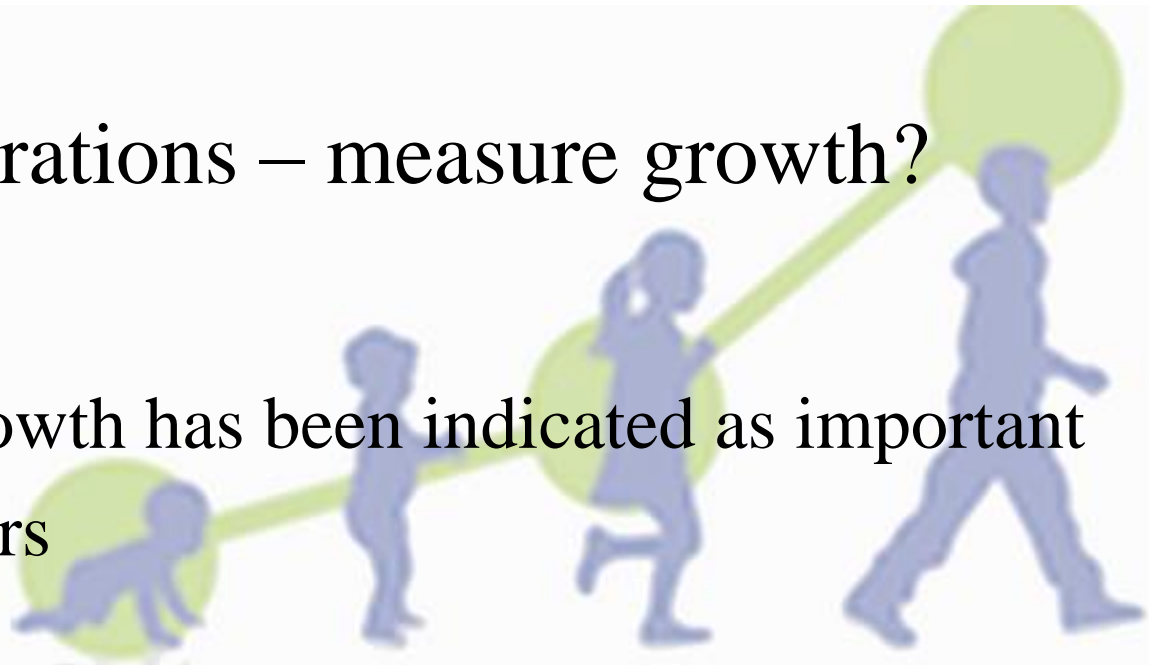 rations – measure growth?
owth has been indicated as important
rs